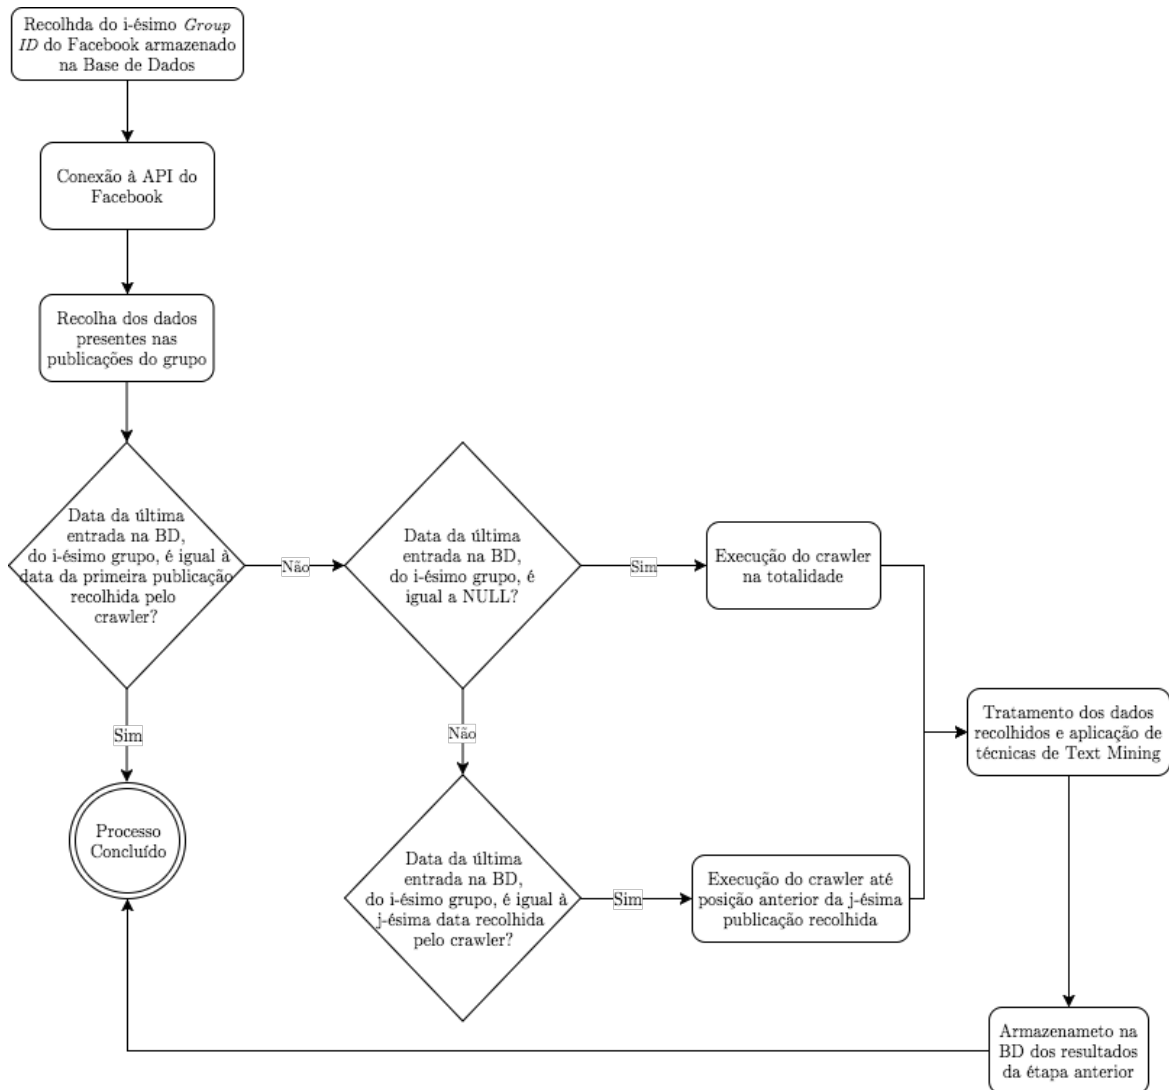 Recolhda do i-ésimo Group
ID do Facebook armazenado
na Base de Dados
Conexão à API do
Facebook
Recolha dos dados
presentes nas
publicações do grupo
Data da última
entrada na BD,
do i-ésimo grupo, é igual à
data da primeira publicação
recolhida pelo
crawler?
Não
Data da última
entrada na BD,
do i-ésimo grupo, é
igual a NULL?
Sim
Execução do crawler
na totalidade
Sim
Não
Tratamento dos dados
recolhidos e aplicação de
técnicas de Text Mining
Processo
Concluído
Data da última
entrada na BD,
do i-ésimo grupo, é igual à
j-ésima data recolhida
pelo crawler?
Sim
Execução do crawler até
posição anterior da j-ésima
publicação recolhida
Armazenameto na
BD dos resultados
da étapa anterior